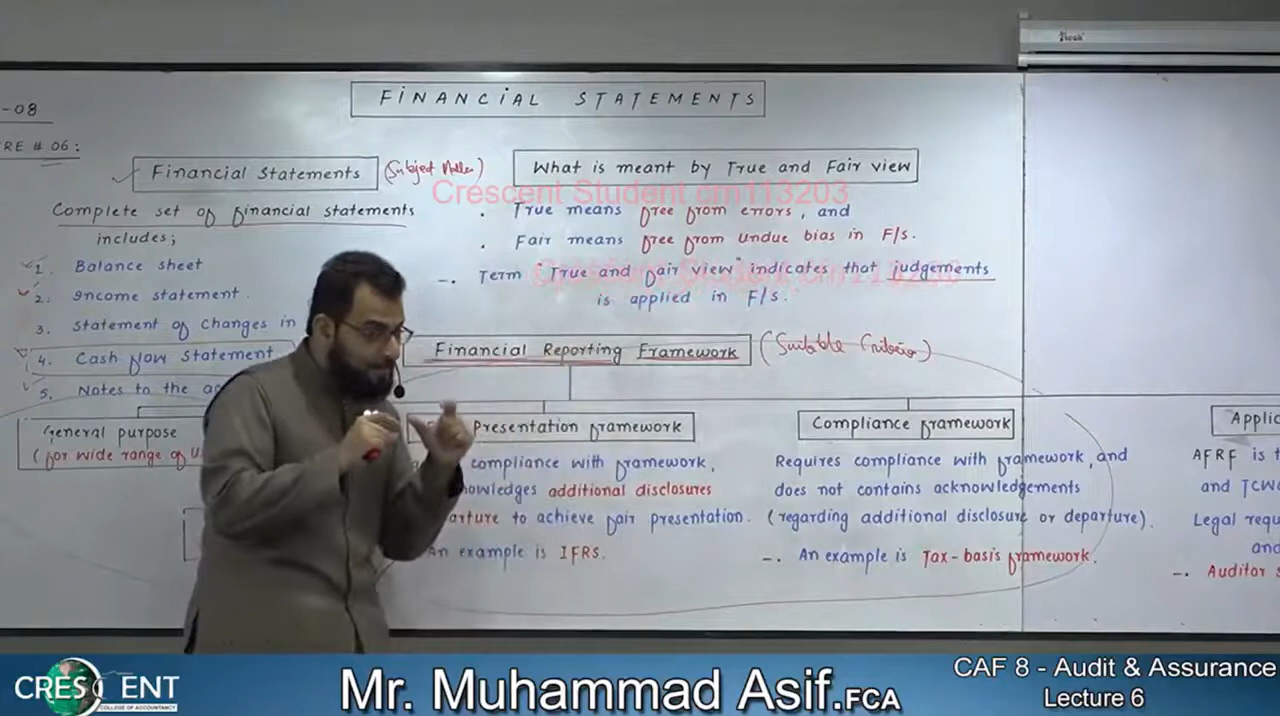 FINANCIAL STATEMENTS
-08
RE # 06:
Financial Statements (Subject
Complete set of financial statements
includes;
1. Balance sheet
2. Income statement.
3. Statement of Changes in
4. Cash flow statement
5. Notes to the
General purpose
(for wide range of
What is meant by True and Fair view
Crescent Student crn113203
. True means free from errors, and
. Fair means free from undue bias in F/s.
-. Term "True and fair view" indicates that judgements
is applied in F/s.
Financial Reporting Framework (Suitable Criteria)
Presentation framework
compliance with framework,
additional disclosures
to achieve fair presentation.
An example is IFRS.
Compliance framework
Requires compliance with framework, and
does not contains acknowledgements
(regarding additional disclosure or departure).
-. An example is Tax-basis framework.
Applic
AFRF is
and TCW
Legal requ
and
-. Auditor
CRESCENT
COLLEGE OF ACCOUNTANCY
Mr. Muhammad Asif.FCA
CAF 8 - Audit & Assurance
Lecture 6